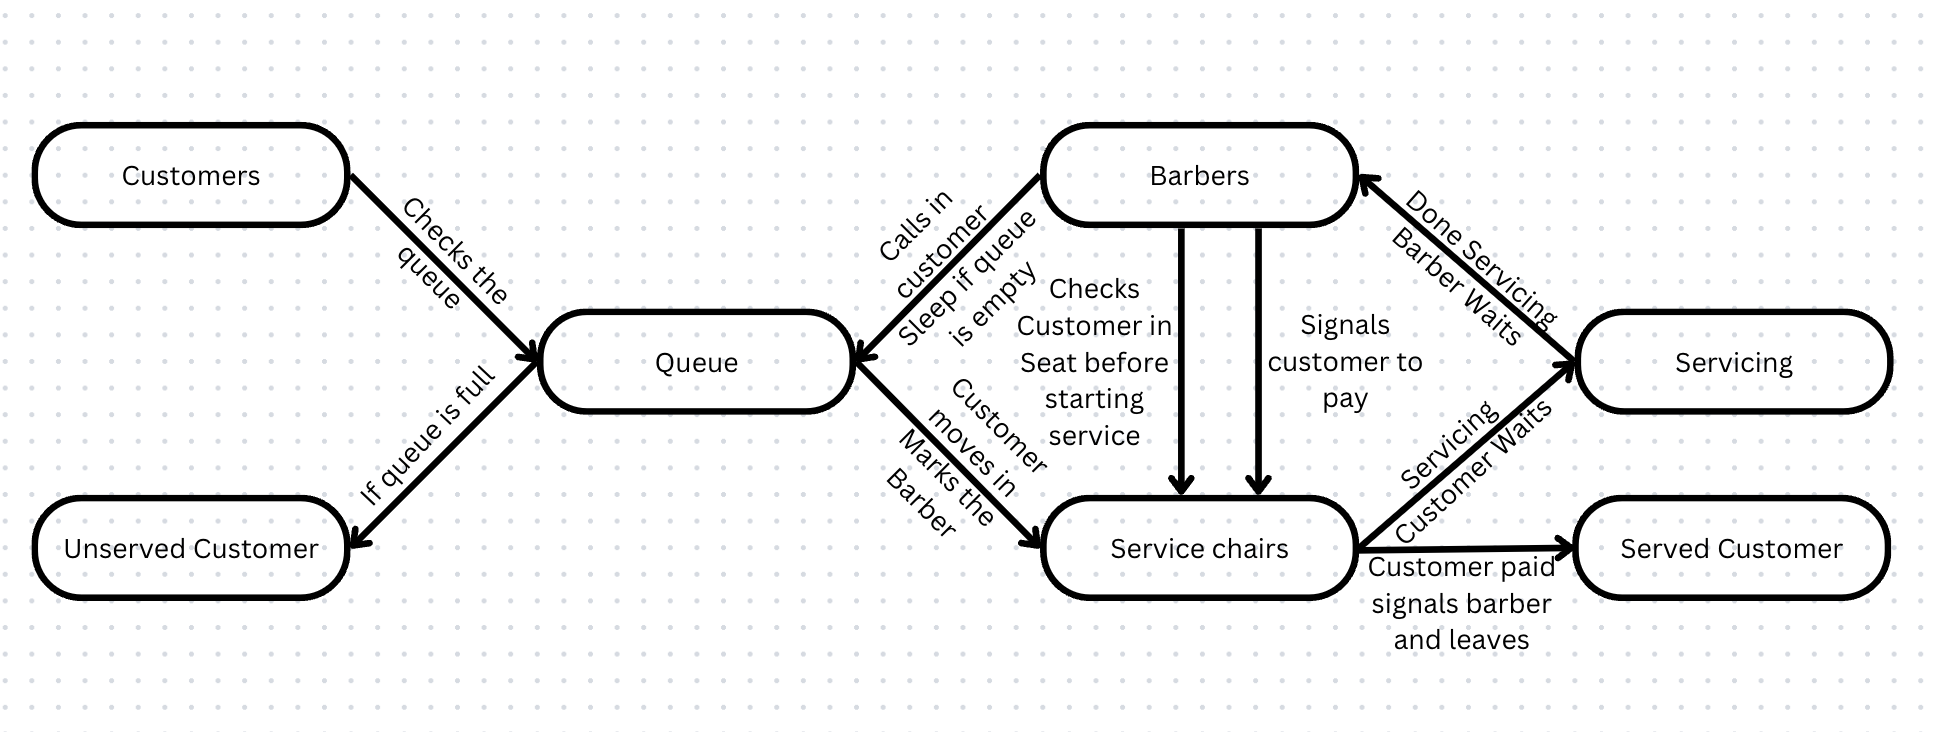 Customers
Checks the
queue
Queue
If queue is full
Unserved Customer
Barbers
Calls in
customer
Sleep if queue
is empty
Customer
moves in
Marks the
Barber
Checks
Customer in
Seat before
starting
service
Signals
customer to
pay
Service chairs
Servicing
Customer Waits
Servicing
Done Servicing
Barber Waits
Customer paid
signals barber
and leaves
Served Customer